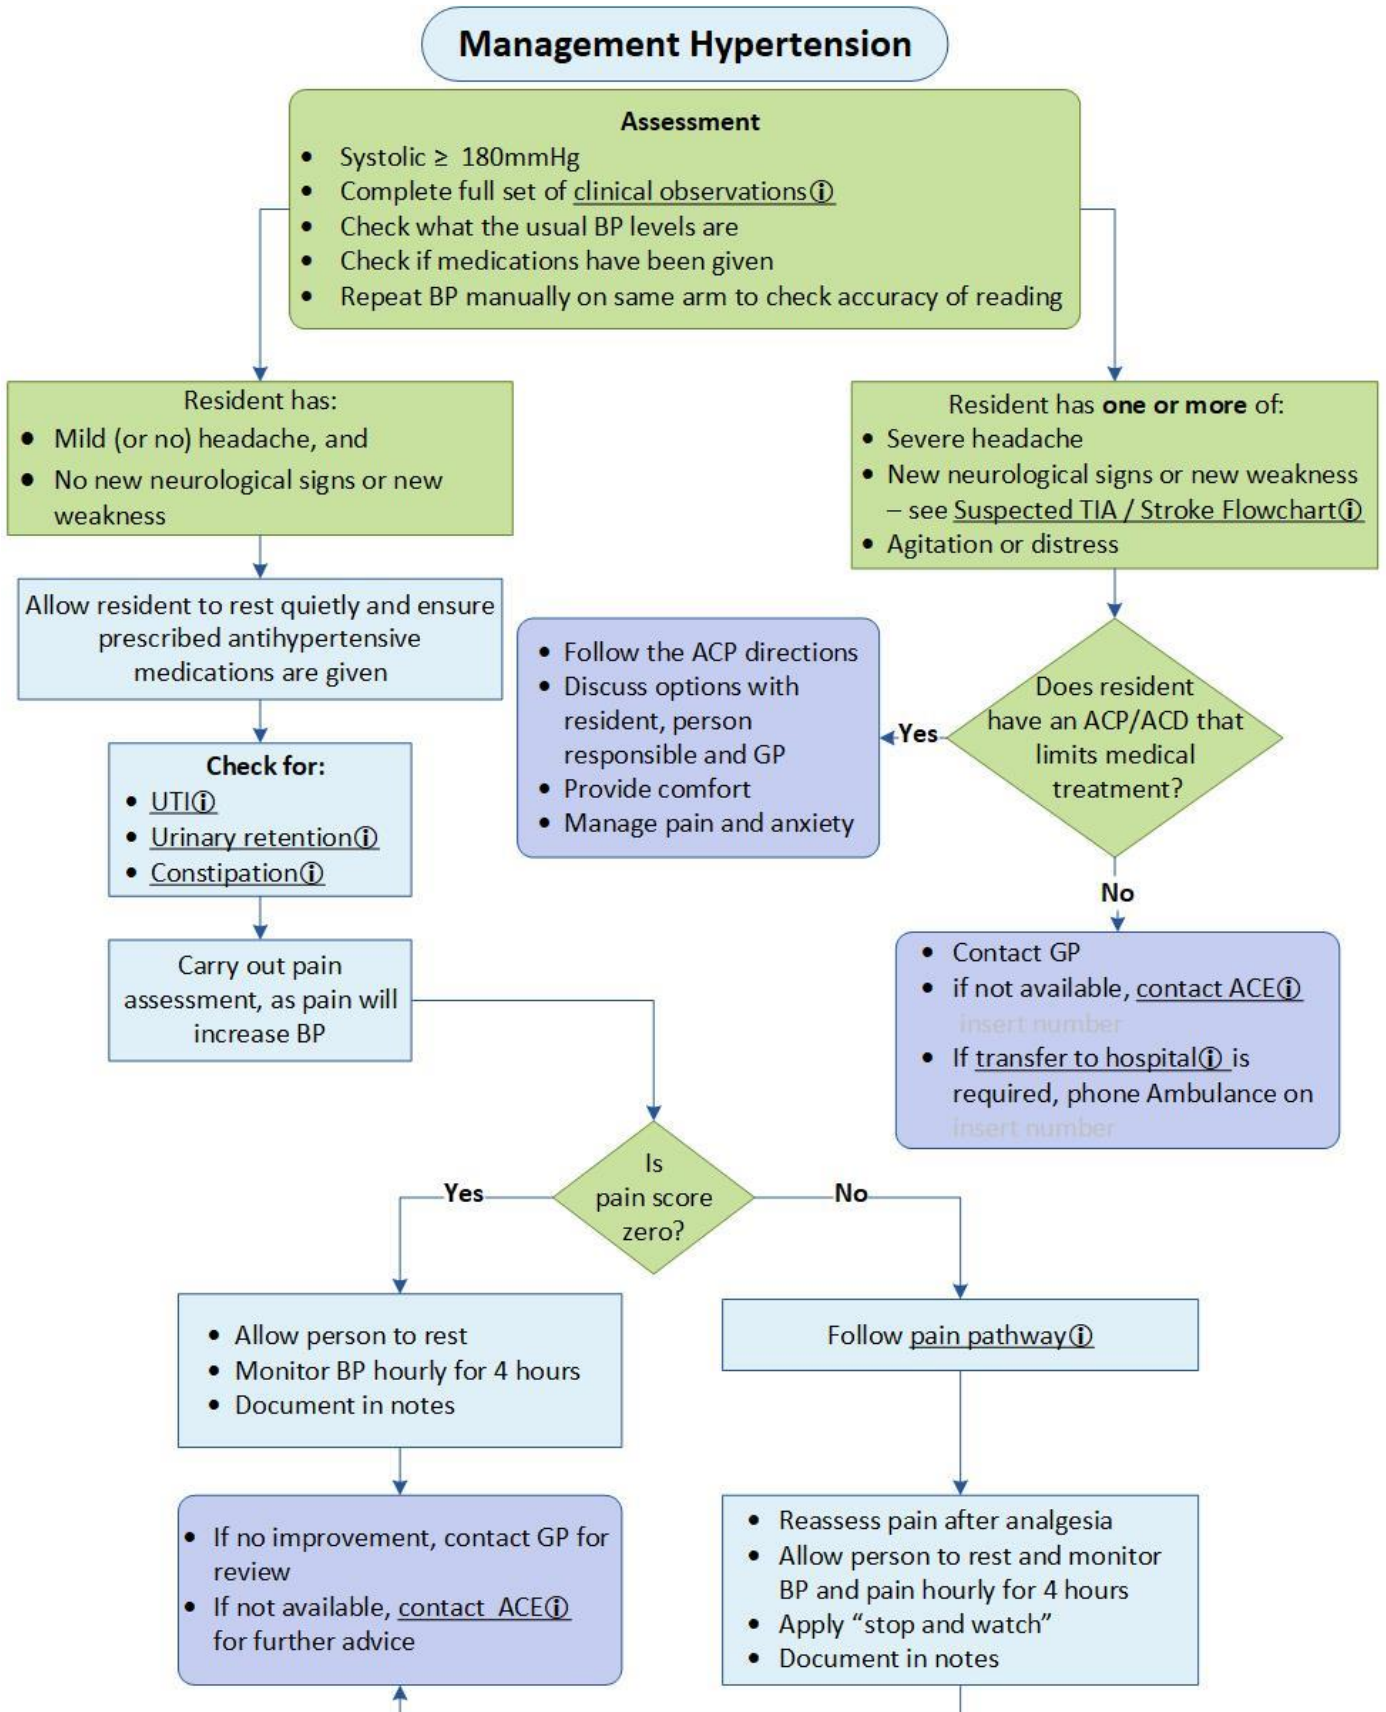 Management Hypertension
Assessment
• Systolic ≥ 180mmHg
• Complete full set of clinical observationsⓘ
• Check what the usual BP levels are
• Check if medications have been given
• Repeat BP manually on same arm to check accuracy of reading
Resident has:
• Mild (or no) headache, and
• No new neurological signs or new
weakness
Resident has one or more of:
• Severe headache
• New neurological signs or new weakness
– see Suspected TIA / Stroke Flowchartⓘ
• Agitation or distress
Allow resident to rest quietly and ensure
prescribed antihypertensive
medications are given
• Follow the ACP directions
• Discuss options with
resident, person
responsible and GP
• Provide comfort
• Manage pain and anxiety
Yes
Does resident
have an ACP/ACD that
limits medical
treatment?
Check for:
• UTIⓘ
• Urinary retentionⓘ
• Constipationⓘ
No
• Contact GP
• if not available, contact ACEⓘ
insert number
• If transfer to hospitalⓘ is
required, phone Ambulance on
insert number
Carry out pain
assessment, as pain will
increase BP
Is
pain score
zero?
Yes
No
• Allow person to rest
• Monitor BP hourly for 4 hours
• Document in notes
Follow pain pathwayⓘ
• If no improvement, contact GP for
review
• If not available, contact ACEⓘ
for further advice
• Reassess pain after analgesia
• Allow person to rest and monitor
BP and pain hourly for 4 hours
• Apply “stop and watch”
• Document in notes